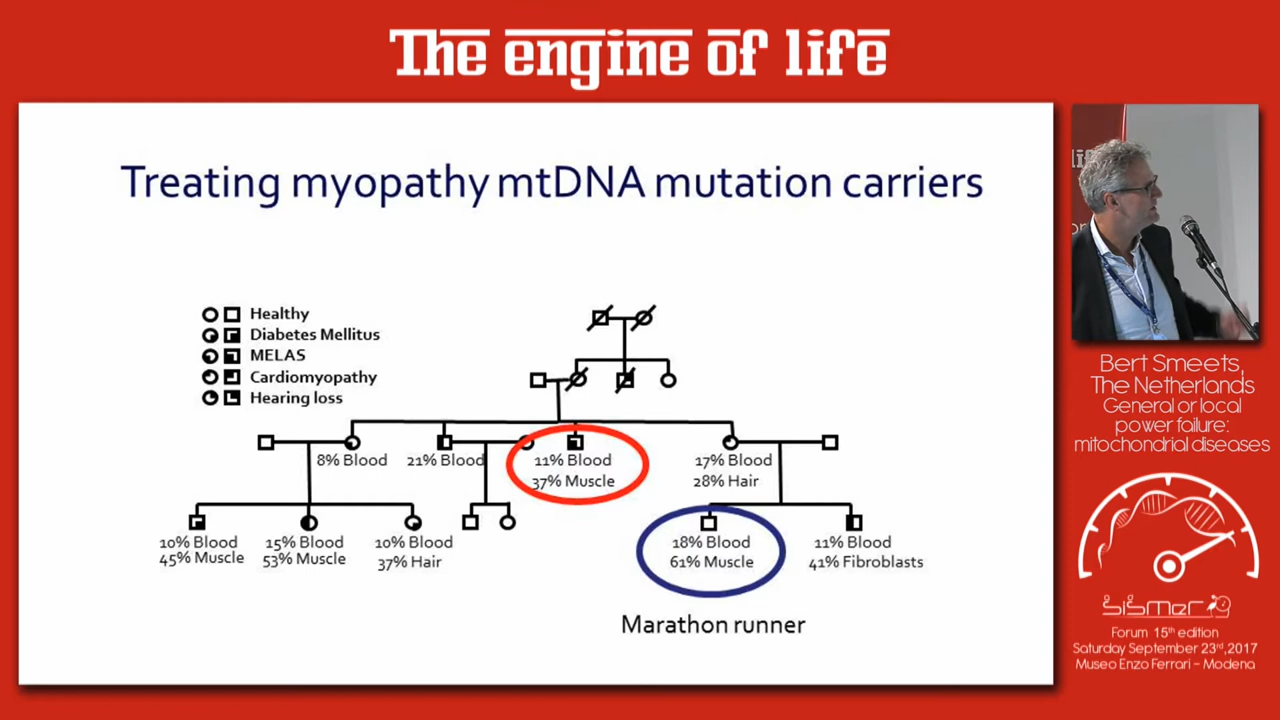 The engine of life
Treating myopathy mtDNA mutation carriers
Healthy
Diabetes Mellitus
MELAS
Cardiomyopathy
Hearing loss
8% Blood
21% Blood
11% Blood
37% Muscle
17% Blood
28% Hair
10% Blood
45% Muscle
15% Blood
53% Muscle
10% Blood
37% Hair
18% Blood
61% Muscle
11% Blood
41% Fibroblasts
Marathon runner
Bert Smeets,
The Netherlands
General or local
power failure:
mitochondrial diseases
SISMER
Forum 15th edition
Saturday September 23rd,2017
Museo Enzo Ferrari - Modena